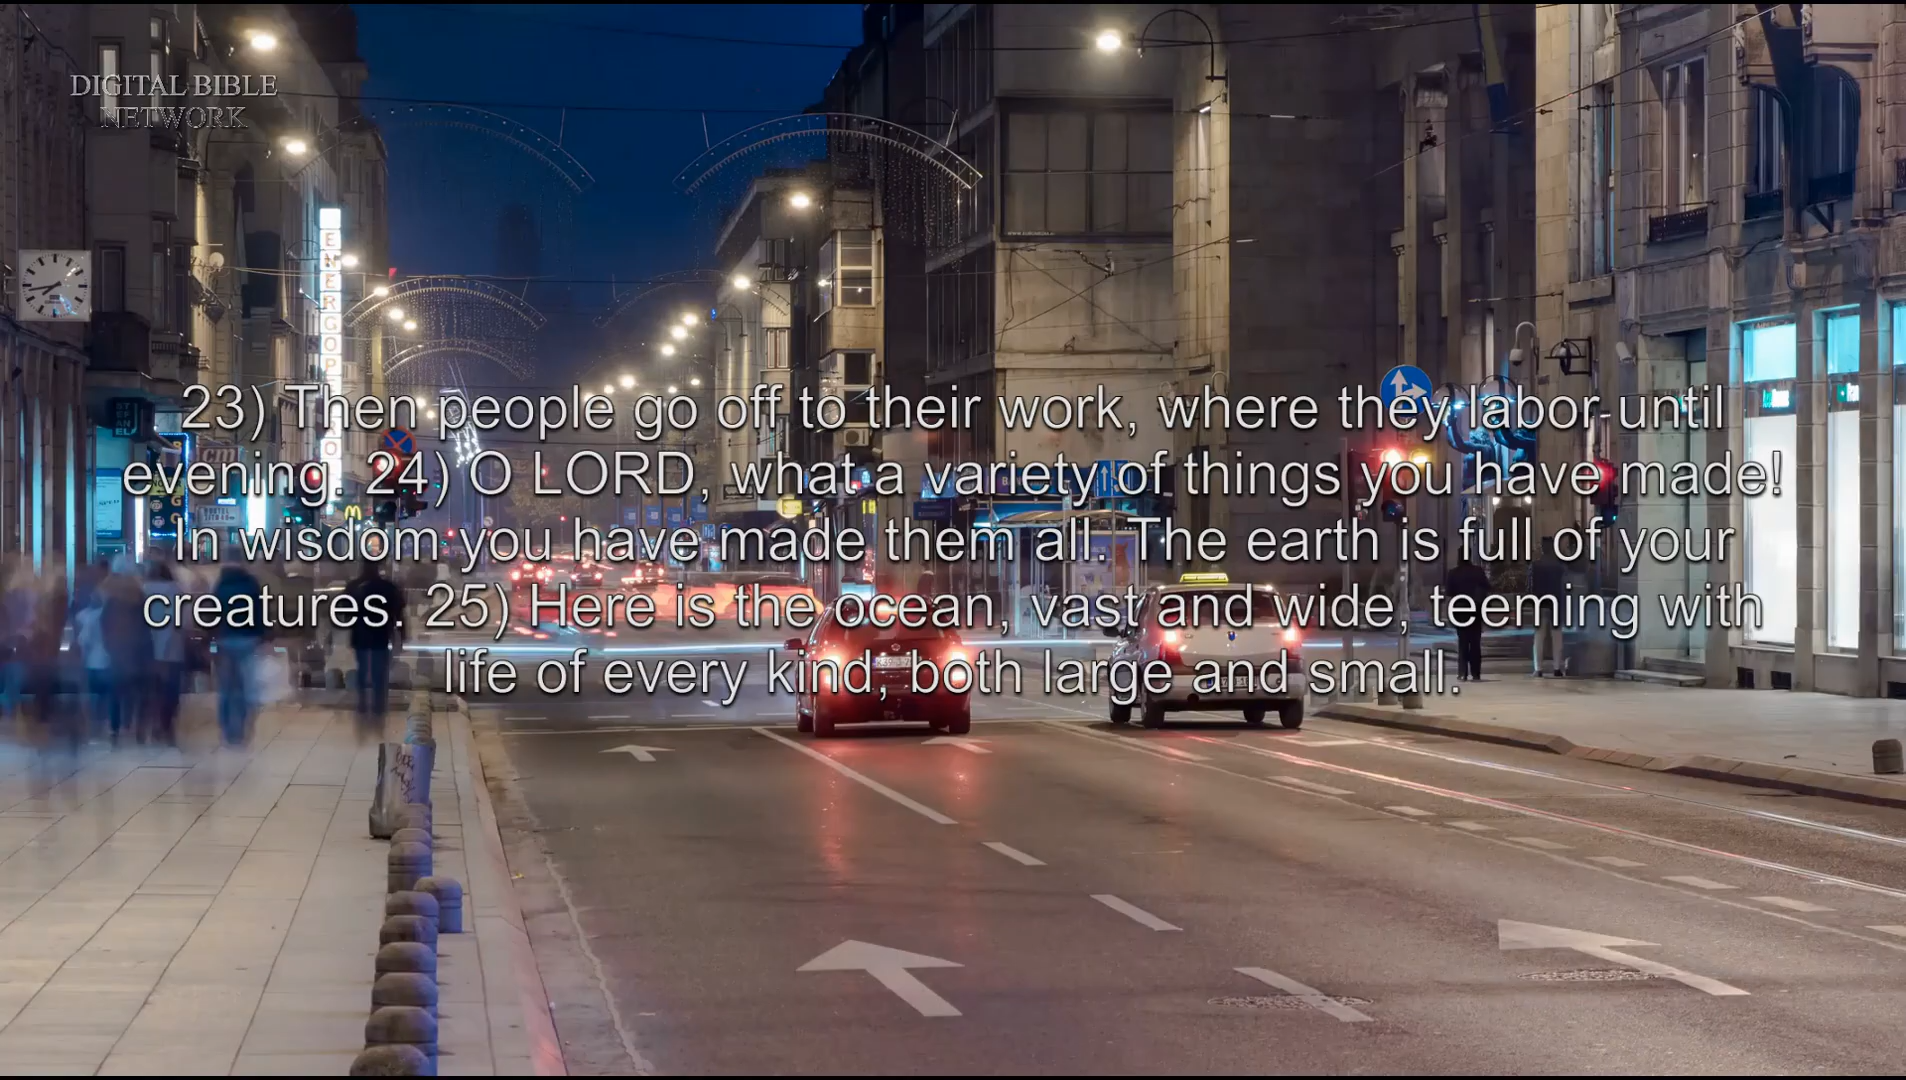 DIGITAL BIBLE
NETWORK
ENERGOPETROL
23) Then people go off to their work, where they labor until
evening. 24) O LORD, what a variety of things you have made!
In wisdom you have made them all. The earth is full of your
creatures. 25) Here is the ocean, vast and wide, teeming with
life of every kind, both large and small.
cm